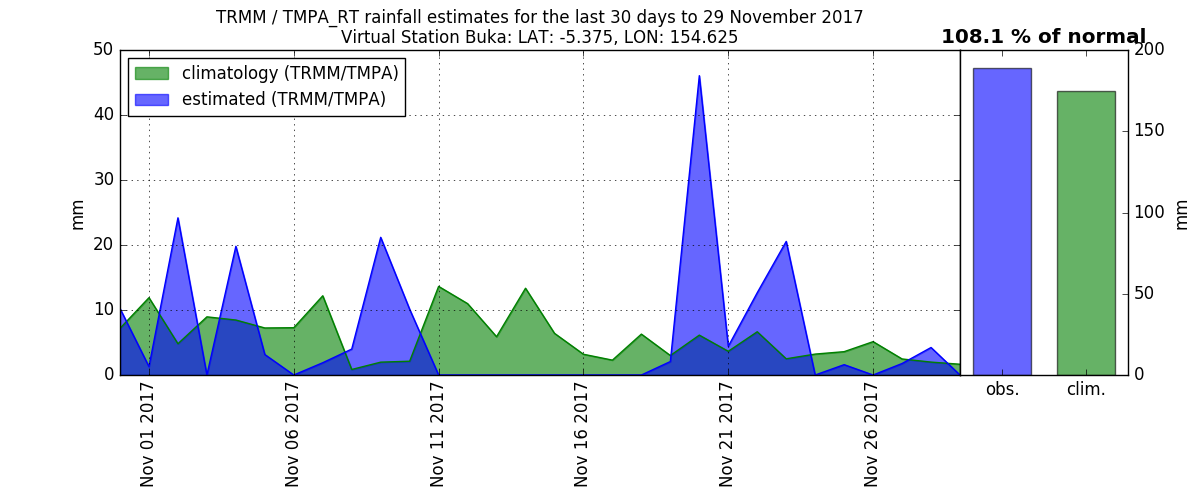 TRMM / TMPA_RT rainfall estimates for the last 30 days to 29 November 2017
Virtual Station Buka: LAT: -5.375, LON: 154.625
108.1 % of normal
climatology (TRMM/TMPA)
estimated (TRMM/TMPA)
50
40
30
20
10
0
mm
Nov 01 2017
Nov 06 2017
Nov 11 2017
Nov 16 2017
Nov 21 2017
Nov 26 2017
obs.
clim.
200
150
100
50
0
mm